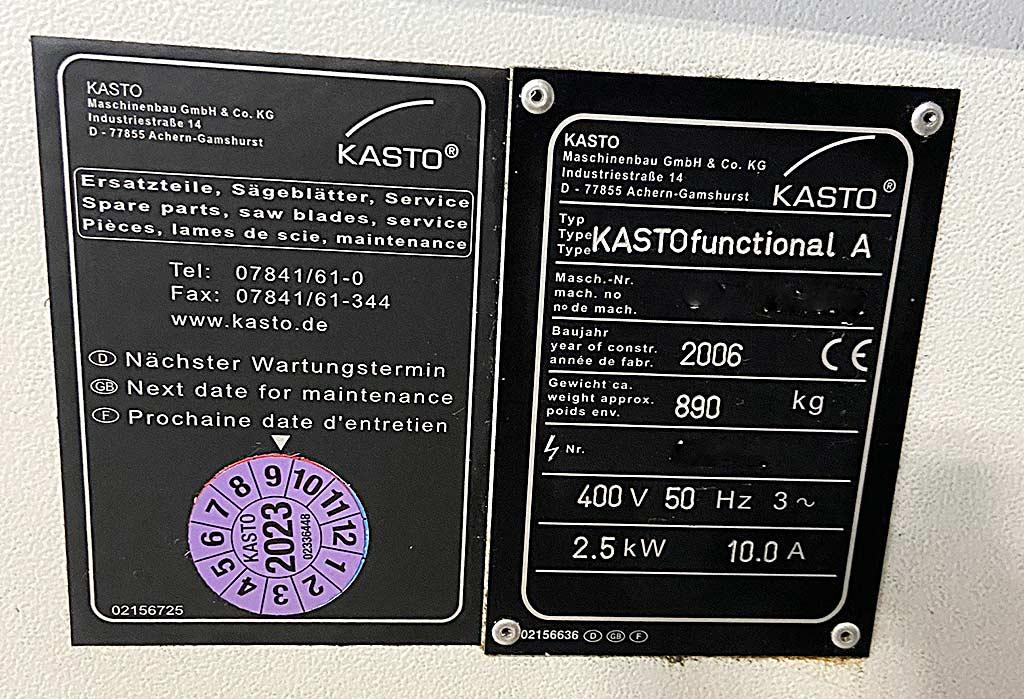 KASTO
Maschinenbau GmbH & Co. KG
Industriestraße 14
D - 77855 Achern-Gamshurst
KASTO®
Ersatzteile, Sägeblätter, Service
Spare parts, saw blades, service
Pièces, lames de scie, maintenance
Tel: 07841/61-0
Fax: 07841/61-344
www.kasto.de
D Nächster Wartungstermin
GB Next date for maintenance
F Prochaine date d'entretien
1 2 3 4 5 6 7 8 9 10 11 12
KASTO
2023
02336448
02156725
KASTO
Maschinenbau GmbH & Co. KG
Industriestraße 14
D - 77855 Achern-Gamshurst
KASTO®
Typ
Type
Type
KASTOfunctional A
Masch.-Nr.
mach. no
nº de mach.
Baujahr
year of constr.
année de fabr.
2006
CE
Gewicht ca.
weight approx.
poids env.
890 kg
Nr.
400 V 50 Hz 3~
2.5 kW 10.0 A
02156636 D GB F